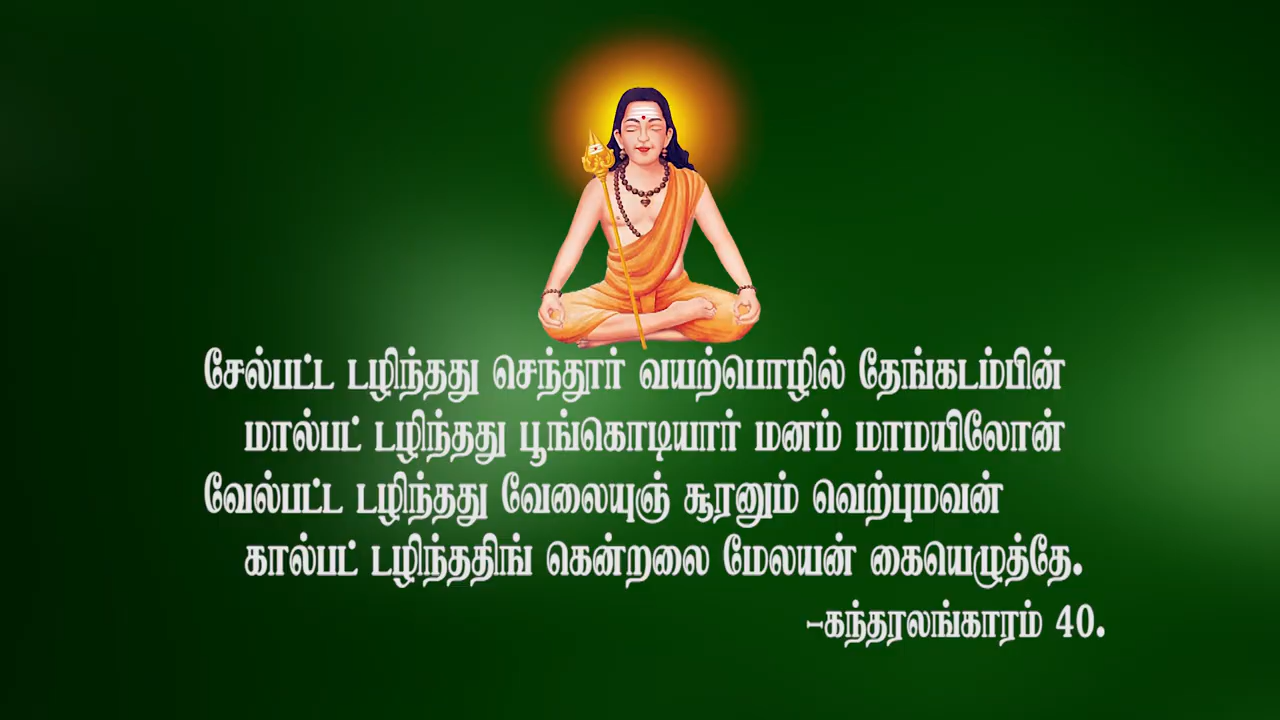 சேல்பட்ட டழிந்தது செந்தூர் வயற்பொழில் தேங்கடம்பின்
மால்பட் டழிந்தது பூங்கொடியார் மனம் மாமயிலோன்
வேல்பட்ட டழிந்தது வேலையுஞ் சூரனும் வெற்புமவன்
கால்பட் டழிந்ததிங் கென்றலை மேலயன் கையெழுத்தே.
-கந்தரலங்காரம் 40.